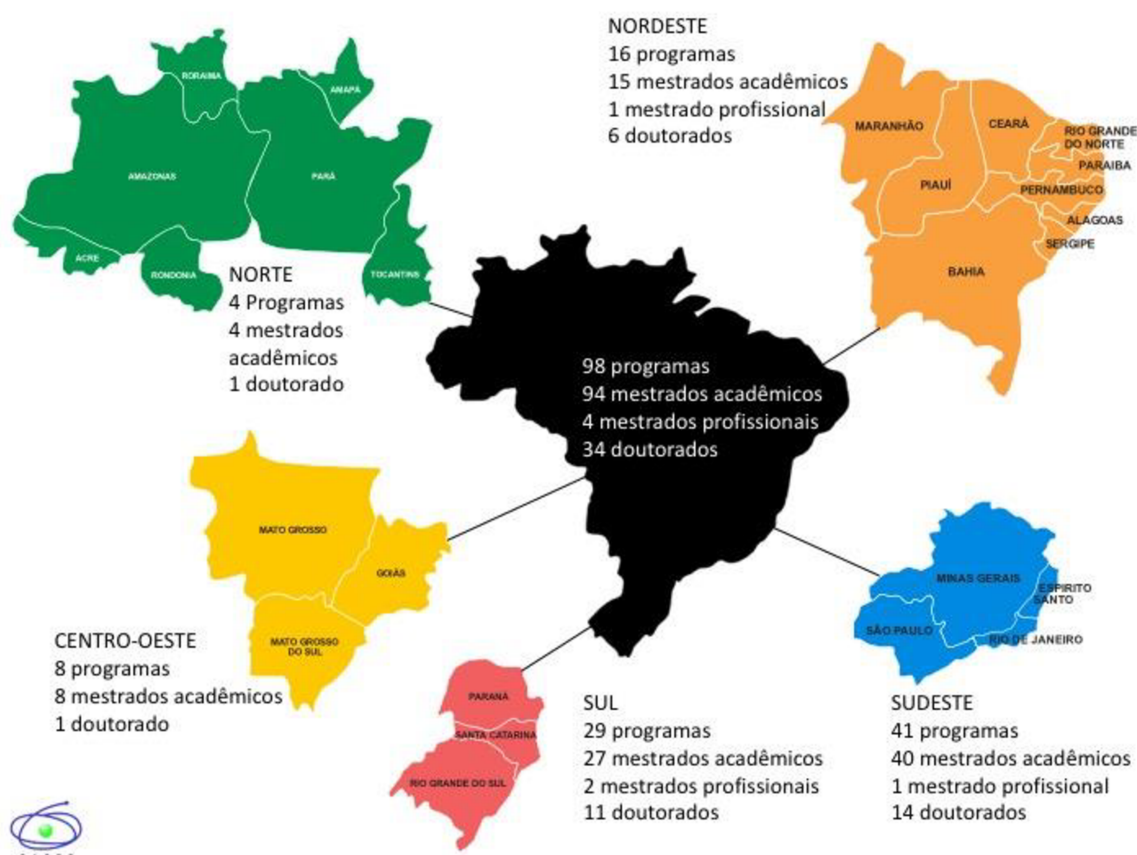 NORDESTE
16 programas
15 mestrados acadêmicos
1 mestrado profissional
6 doutorados
RORAIMA
AMAPÁ
AMAZONAS
PARÁ
ACRE
RONDONIA
TOCANTINS
NORTE
4 Programas
4 mestrados
acadêmicos
1 doutorado
MARANHÃO
CEARÁ
RIO GRANDE
DO NORTE
PARAIBA
PIAUÍ
PERNAMBUCO
ALAGOAS
SERGIPE
BAHIA
98 programas
94 mestrados acadêmicos
4 mestrados profissionais
34 doutorados
MATO GROSSO
GOIÁS
MATO GROSSO
DO SUL
CENTRO-OESTE
8 programas
8 mestrados acadêmicos
1 doutorado
PARANÁ
SANTA CATARINA
RIO GRANDE DO SUL
SUL
29 programas
27 mestrados acadêmicos
2 mestrados profissionais
11 doutorados
MINAS GERAIS
ESPIRITO
SANTO
SÃO PAULO
RIO DE JANEIRO
SUDESTE
41 programas
40 mestrados acadêmicos
1 mestrado profissional
14 doutorados